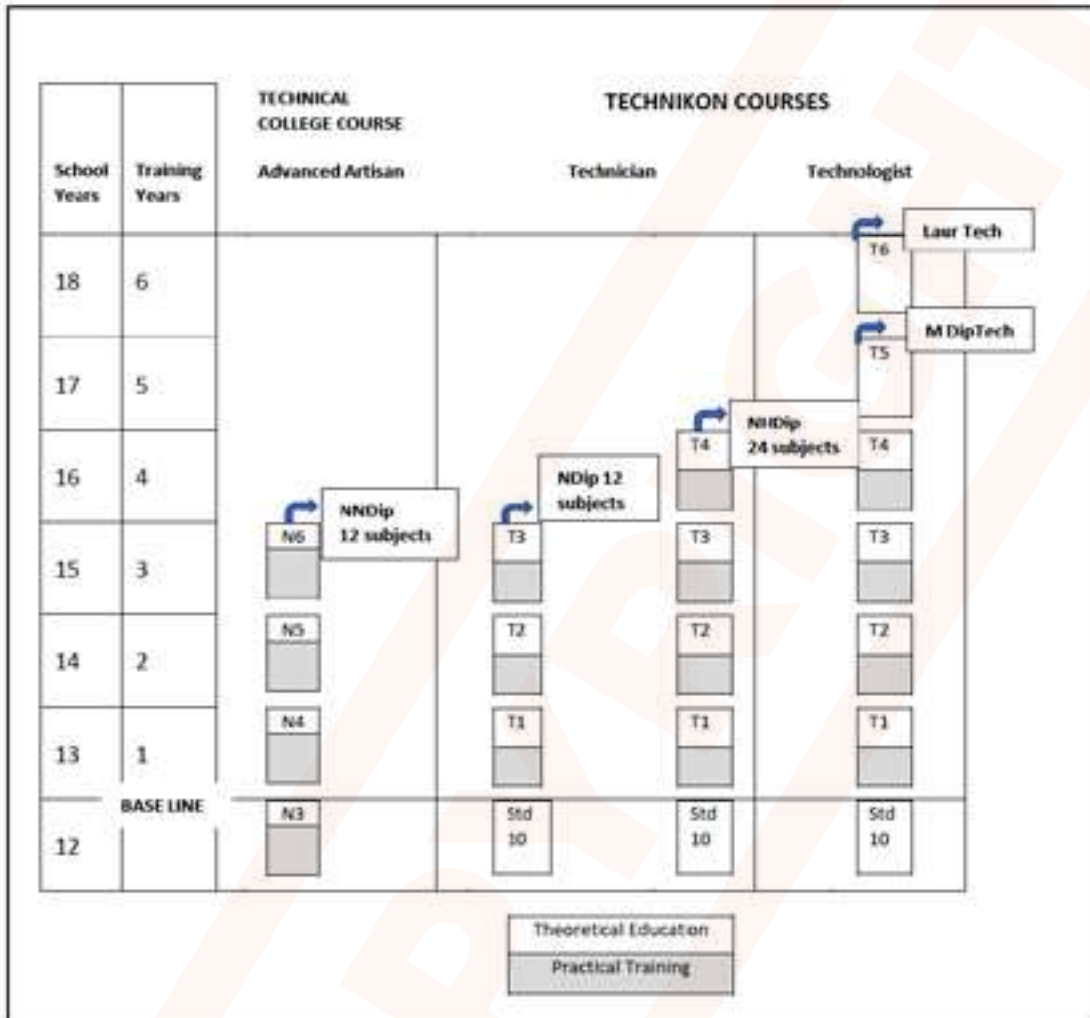 TECHNICAL
COLLEGE COURSE
TECHNIKON COURSES
School
Years
Training
Years
Advanced Artisan
Technician
Technologist
Laur Tech
18
6
T6
M DipTech
17
5
T5
NHDip
24 subjects
16
4
T4
T4
NDip 12
subjects
NNDip
12 subjects
15
3
N6
T3
T3
T3
14
2
N5
T2
T2
T2
13
1
N4
T1
T1
T1
BASE LINE
12
N3
Std
10
Std
10
Std
10
Theoretical Education
Practical Training